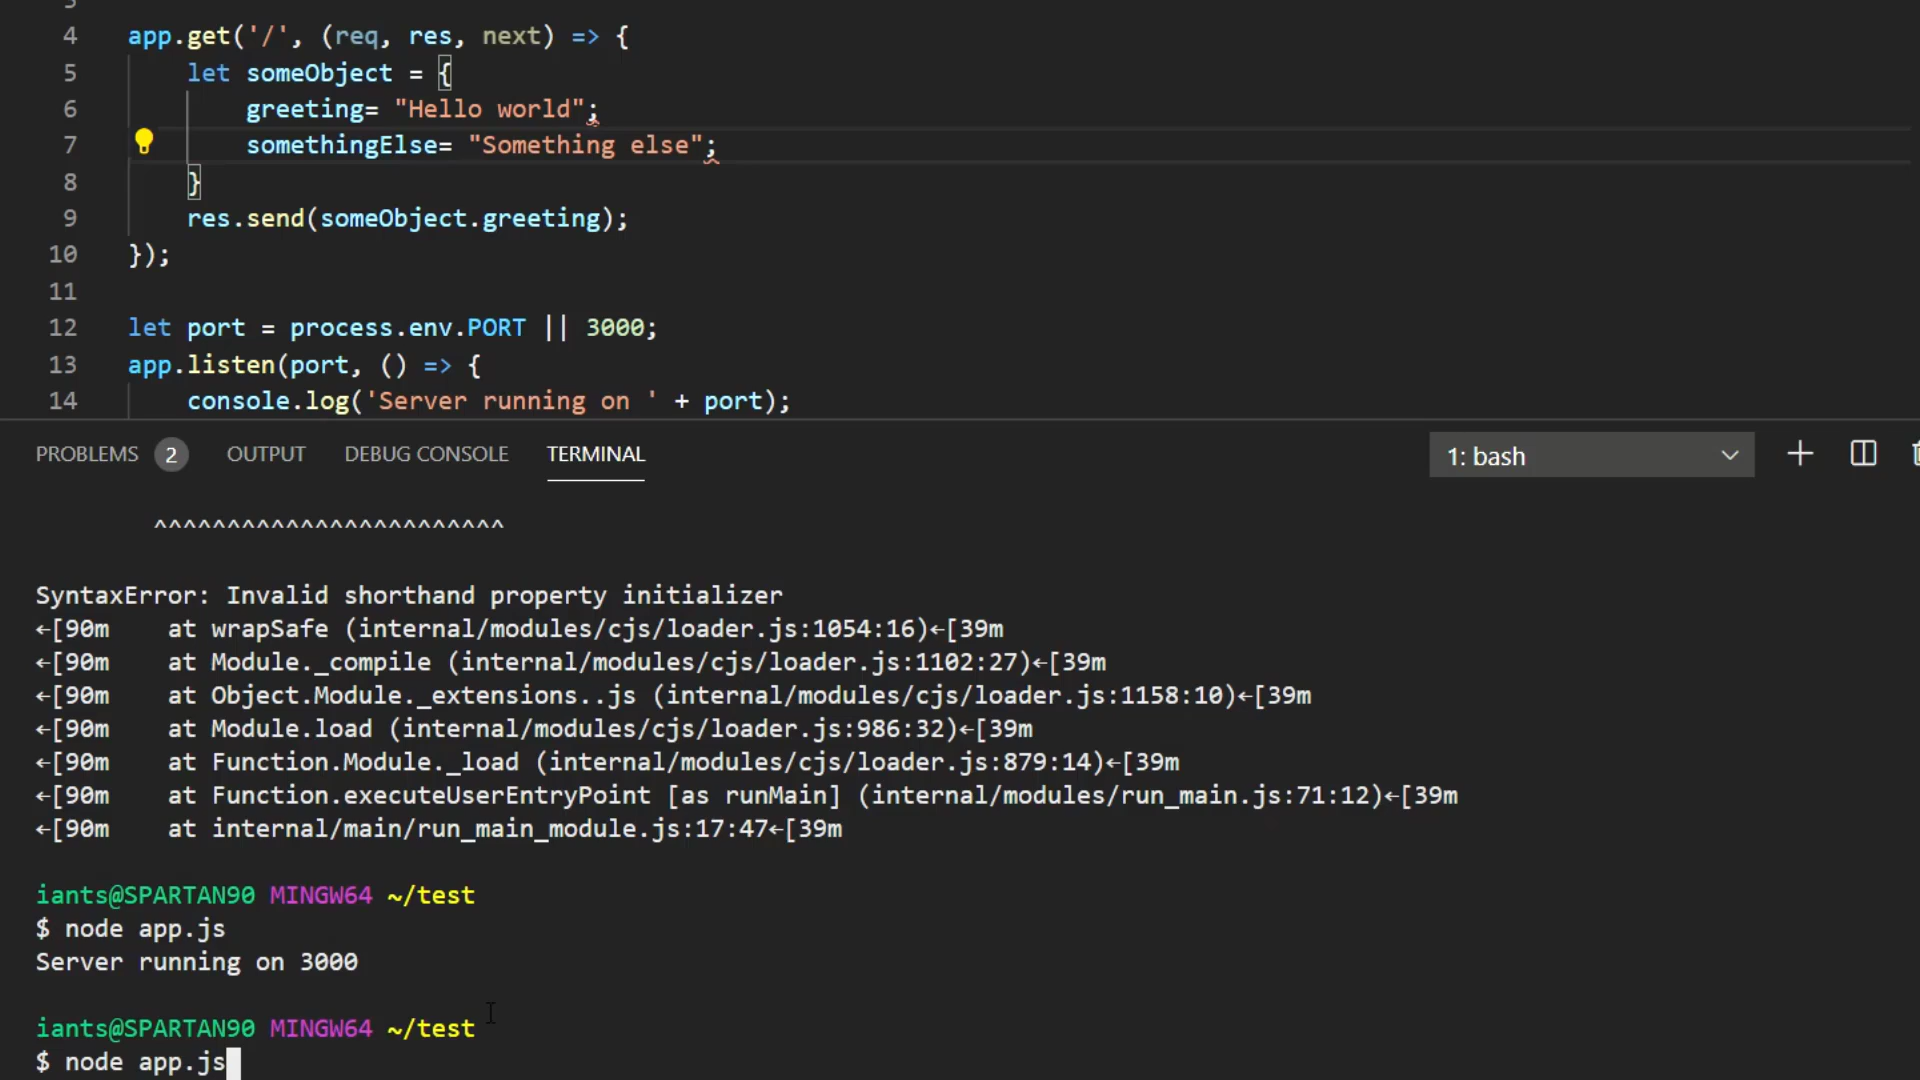 3
4 app.get('/', (req, res, next) => {
5 let someObject = {
6 greeting= "Hello world";
7 somethingElse= "Something else";
8 }
9 res.send(someObject.greeting);
10 });
11
12 let port = process.env.PORT || 3000;
13 app.listen(port, () => {
14 console.log('Server running on ' + port);
PROBLEMS 2 OUTPUT DEBUG CONSOLE TERMINAL 1: bash
^^^^^^^^^^^^^^^^^^^^^^^^
SyntaxError: Invalid shorthand property initializer
←[90m    at wrapSafe (internal/modules/cjs/loader.js:1054:16)←[39m
←[90m    at Module._compile (internal/modules/cjs/loader.js:1102:27)←[39m
←[90m    at Object.Module._extensions..js (internal/modules/cjs/loader.js:1158:10)←[39m
←[90m    at Module.load (internal/modules/cjs/loader.js:986:32)←[39m
←[90m    at Function.Module._load (internal/modules/cjs/loader.js:879:14)←[39m
←[90m    at Function.executeUserEntryPoint [as runMain] (internal/modules/run_main.js:71:12)←[39m
←[90m    at internal/main/run_main_module.js:17:47←[39m
iants@SPARTAN90 MINGW64 ~/test
$ node app.js
Server running on 3000
iants@SPARTAN90 MINGW64 ~/test
$ node app.js